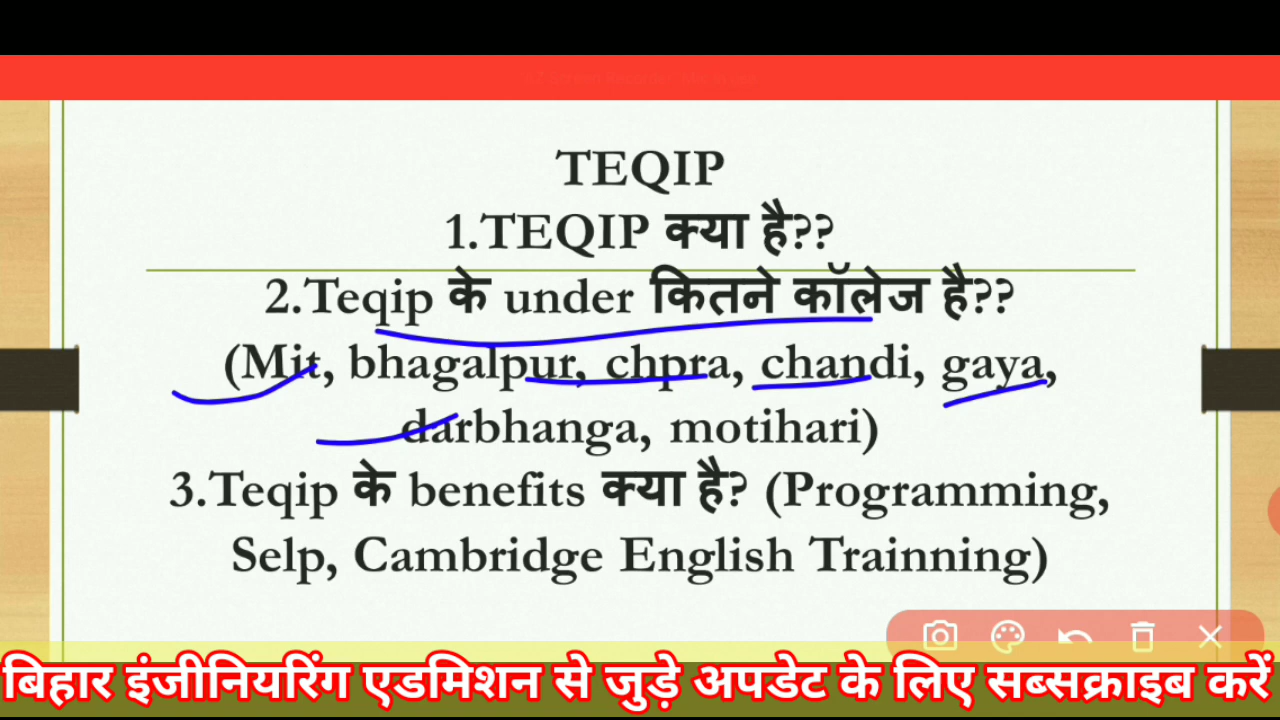 TEQIP
1.TEQIP क्या है??
2.Teqip के under कितने कॉलेज है??
(Mit, bhagalpur, chpra, chandi, gaya,
darbhanga, motihari)
3.Teqip के benefits क्या है? (Programming,
Selp, Cambridge English Trainning)
बिहार इंजीनियरिंग एडमिशन से जुड़े अपडेट के लिए सब्सक्राइब करें